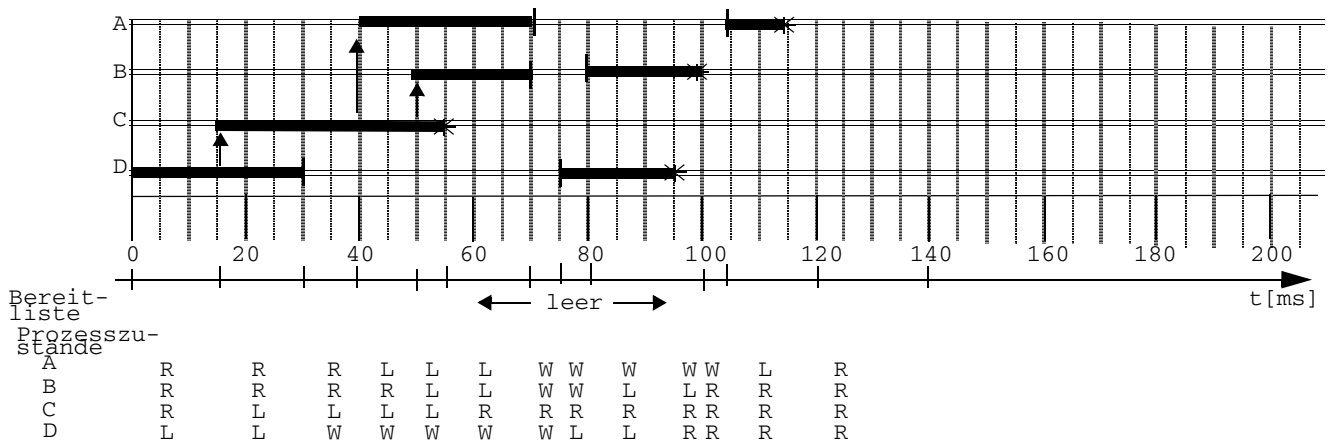 A
B
C
D
0 20 40 60 80 100 120 140 160 180 200
Bereit-
liste
leer
t[ms]
Prozesszu-
stände
A R R R L L L W W W W W L R
B R R R R L L W W L L R R R
C R L L L L R R R R R R R R
D L L W W W W W L L R R R R